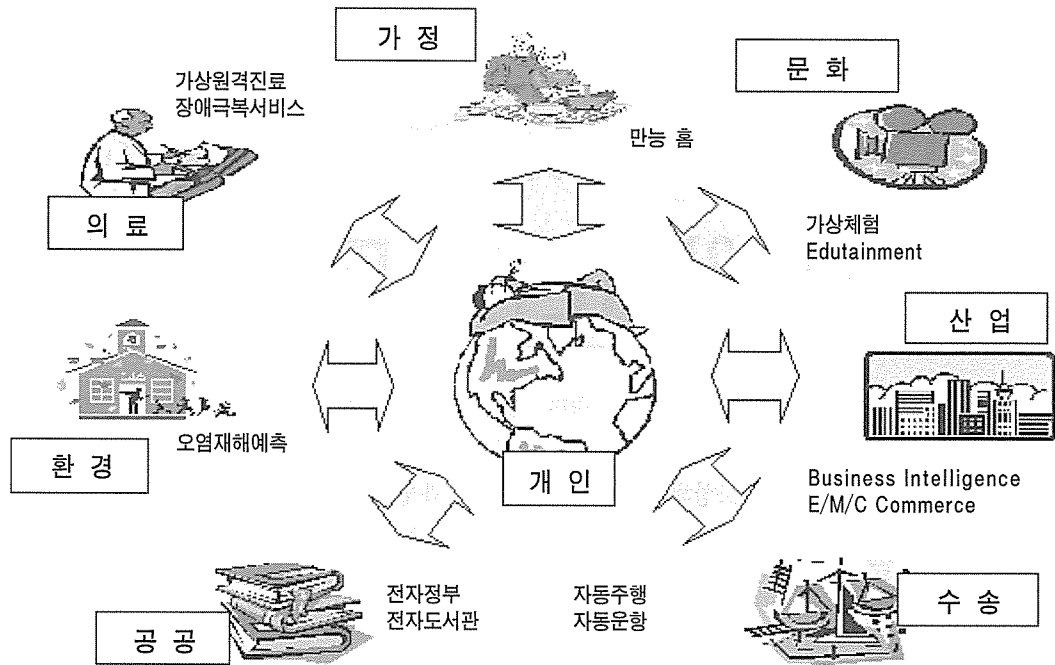 가 정
문 화
가상원격진료
장애극복서비스
만능 홈
의 료
가상체험
Edutainment
산 업
오염재해예측
환 경
개 인
Business Intelligence
E/M/C Commerce
전자정부
전자도서관
자동주행
자동운항
수 송
공 공